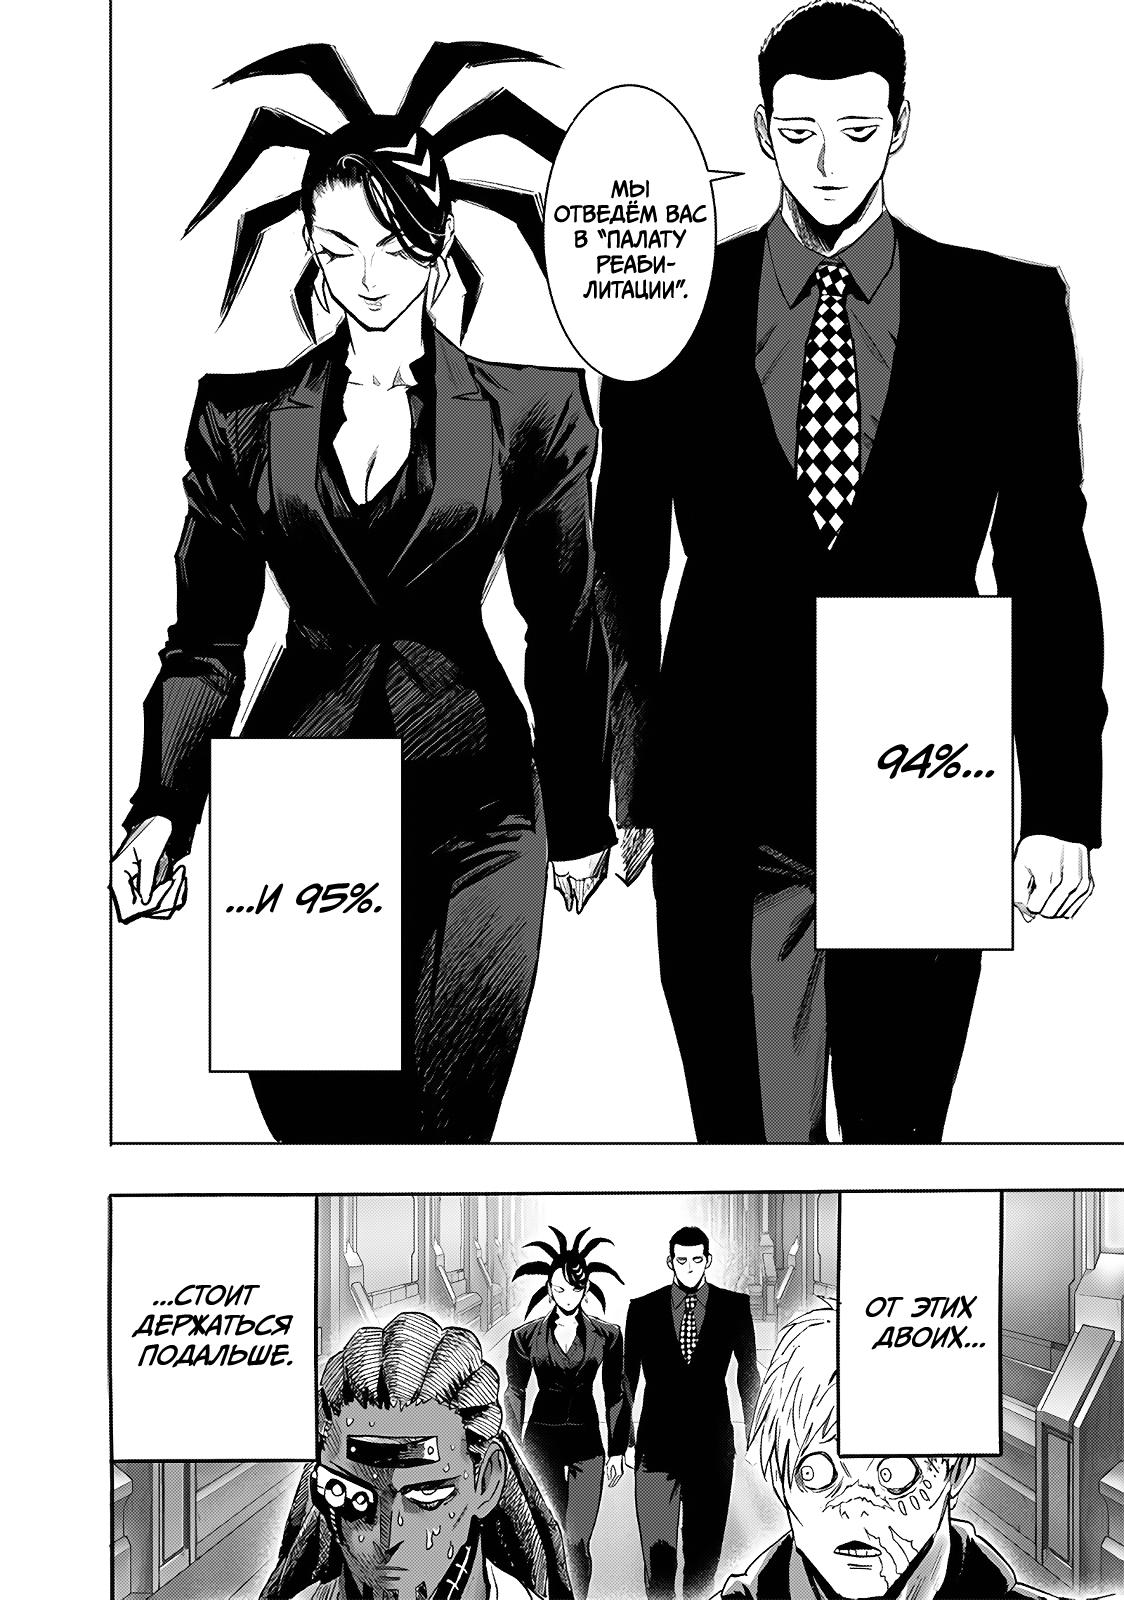 МЫ
ОТВЕДЁМ ВАС
В "ПАЛАТУ
РЕАБИ-
ЛИТАЦИИ".
94%...
...И 95%.
ОТ ЭТИХ
ДВОИХ...
...СТОИТ
ДЕРЖАТЬСЯ
ПОДАЛЬШЕ.